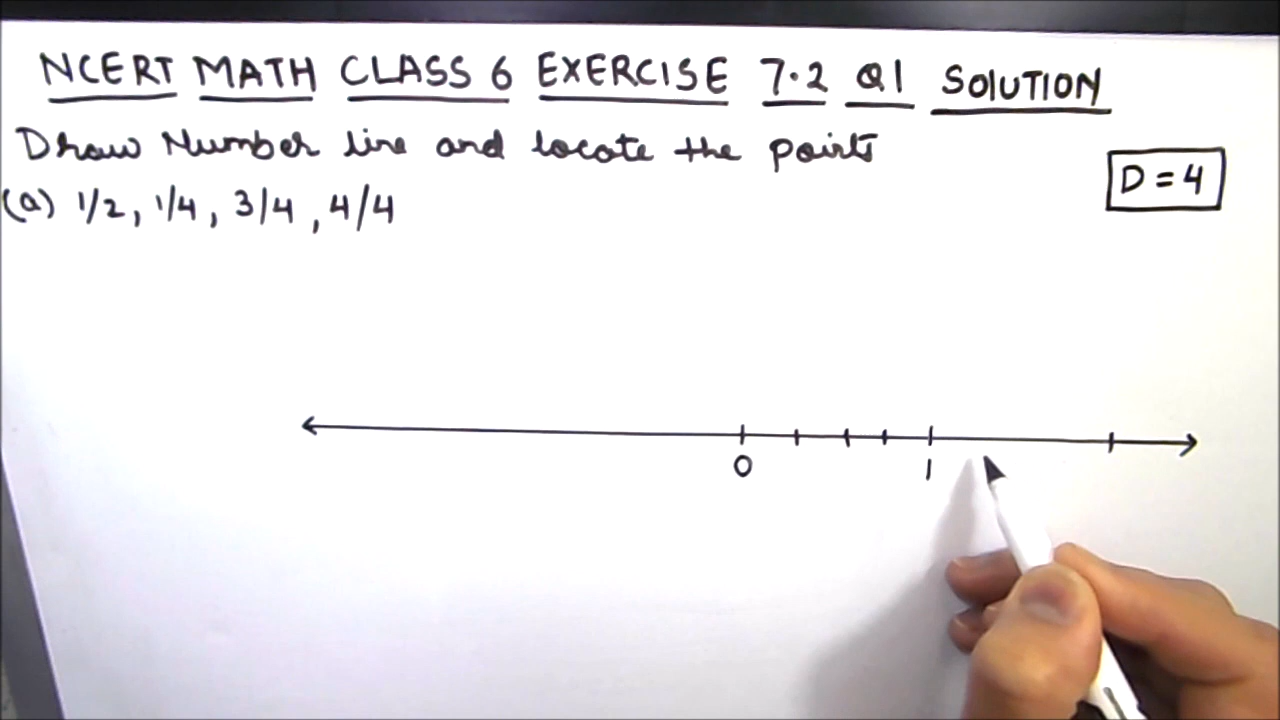 NCERT MATH CLASS 6 EXERCISE 7.2 Q1 SOLUTION
Draw Number line and locate the points
D = 4
(a) 1/2, 1/4, 3/4, 4/4
0 1